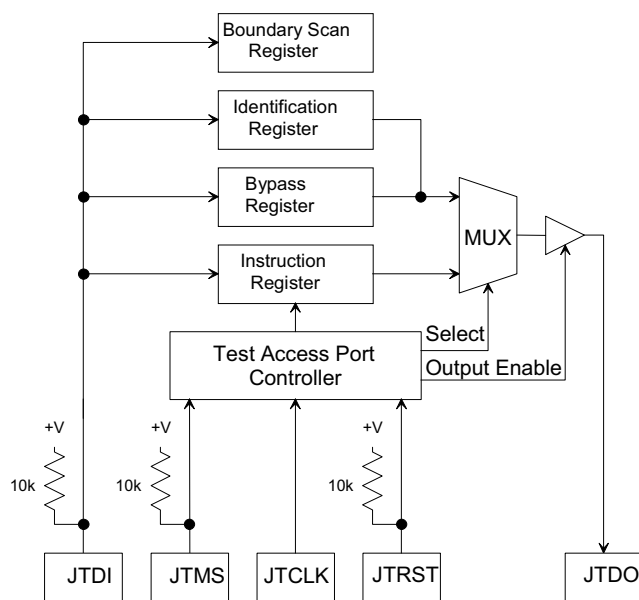 Boundary Scan
Register
Identification
Register
Bypass
Register
MUX
Instruction
Register
Select
Test Access Port
Controller
Output Enable
+V
+V
+V
10k
10k
10k
JTDI
JTMS
JTCLK
JTRST
JTDO